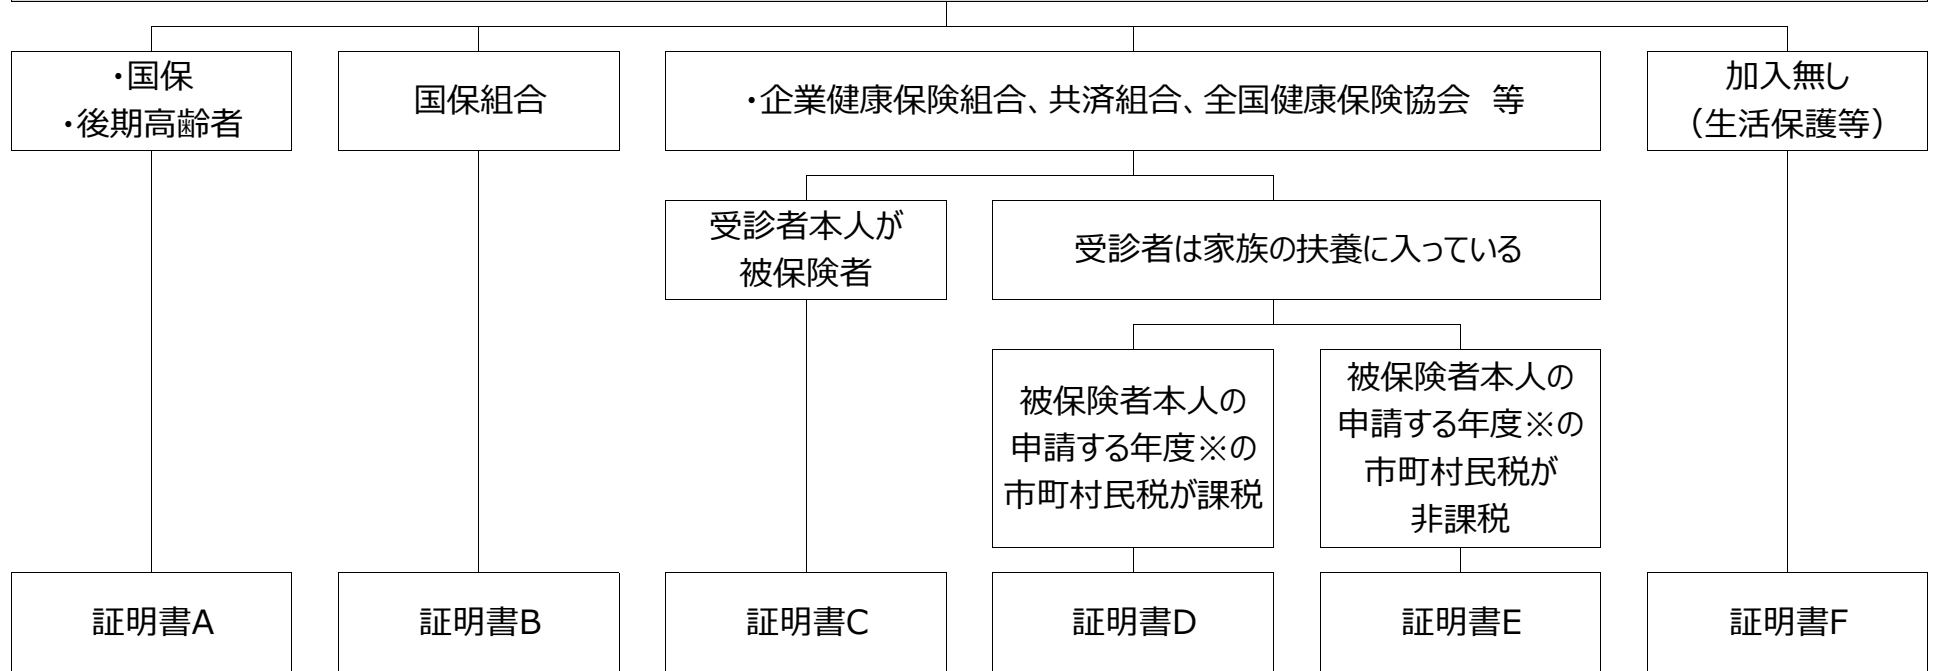 ・国保
・後期高齢者
国保組合
・企業健康保険組合、共済組合、全国健康保険協会　等
加入無し
（生活保護等）
受診者本人が
被保険者
受診者は家族の扶養に入っている
被保険者本人の
申請する年度※の
市町村民税が課税
被保険者本人の
申請する年度※の
市町村民税が
非課税
証明書A
証明書B
証明書C
証明書D
証明書E
証明書F